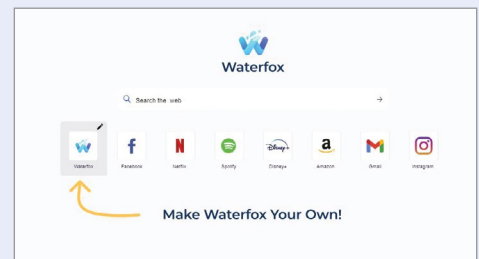 Waterfox
Search the web
Waterfox
Facebook
Netflix
Spotify
Disney+
Amazon
Gmail
Instagram
Make Waterfox Your Own!